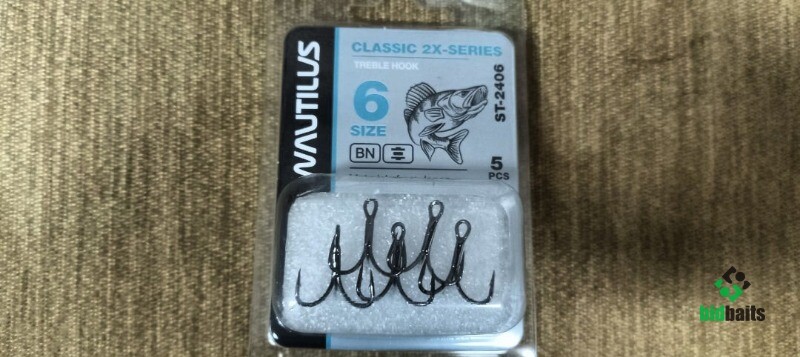 NAUTILUS
CLASSIC 2X-SERIES
TREBLE HOOK
6
SIZE
BN
ST-2406
5
PCS
bidbaits